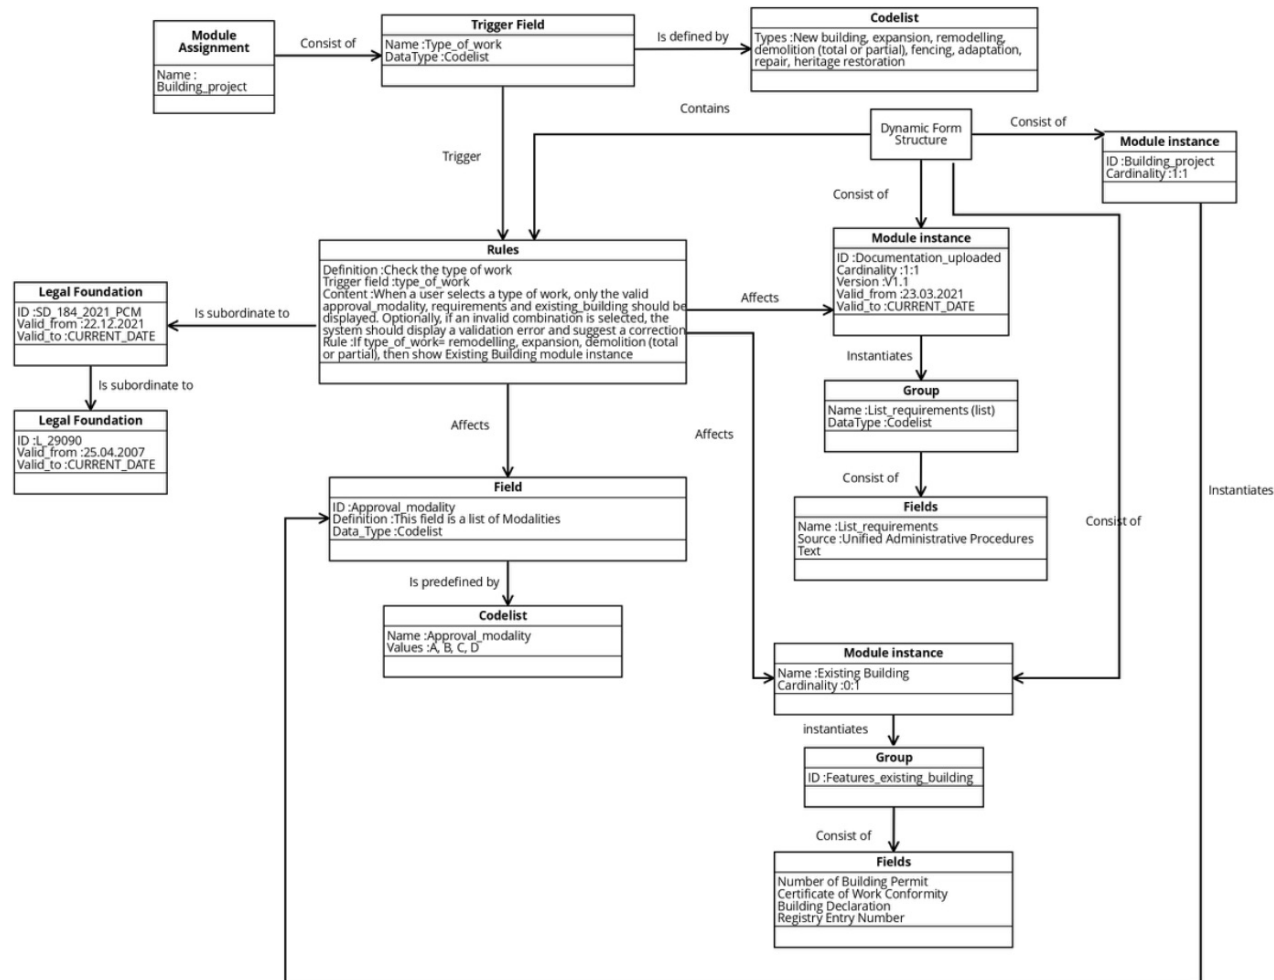 Module
Assignment
Name :
Building_project
Consist of
Trigger Field
Name :Type_of_work
DataType :Codelist
Is defined by
Codelist
Types :New building, expansion, remodelling,
demolition (total or partial), fencing, adaptation,
repair, heritage restoration
Contains
Dynamic Form
Structure
Consist of
Module instance
ID :Building_project
Cardinality :1:1
Trigger
Consist of
Rules
Definition :Check the type of work
Trigger field :type_of_work
Content :When a user selects a type of work, only the valid
approval_modality, requirements and existing_building should be
displayed. Optionally, if an invalid combination is selected, the
system should display a validation error and suggest a correction
Rule :If type_of_work= remodelling, expansion, demolition (total
or partial), then show Existing Building module instance
Module instance
ID :Documentation_uploaded
Cardinality :1:1
Version :V1.1
Valid_from :23.03.2021
Valid_to :CURRENT_DATE
Affects
Legal Foundation
ID :SD_184_2021_PCM
Valid_from :22.12.2021
Valid_to :CURRENT_DATE
Is subordinate to
Is subordinate to
Legal Foundation
ID :L_29090
Valid_from :25.04.2007
Valid_to :CURRENT_DATE
Instantiates
Group
Name :List_requirements (list)
DataType :Codelist
Affects
Affects
Consist of
Field
ID :Approval_modality
Definition :This field is a list of Modalities
Data_Type :Codelist
Fields
Name :List_requirements
Source :Unified Administrative Procedures
Text
Instantiates
Consist of
Is predefined by
Codelist
Name :Approval_modality
Values :A, B, C, D
Module instance
Name :Existing Building
Cardinality :0:1
instantiates
Group
ID :Features_existing_building
Consist of
Fields
Number of Building Permit
Certificate of Work Conformity
Building Declaration
Registry Entry Number